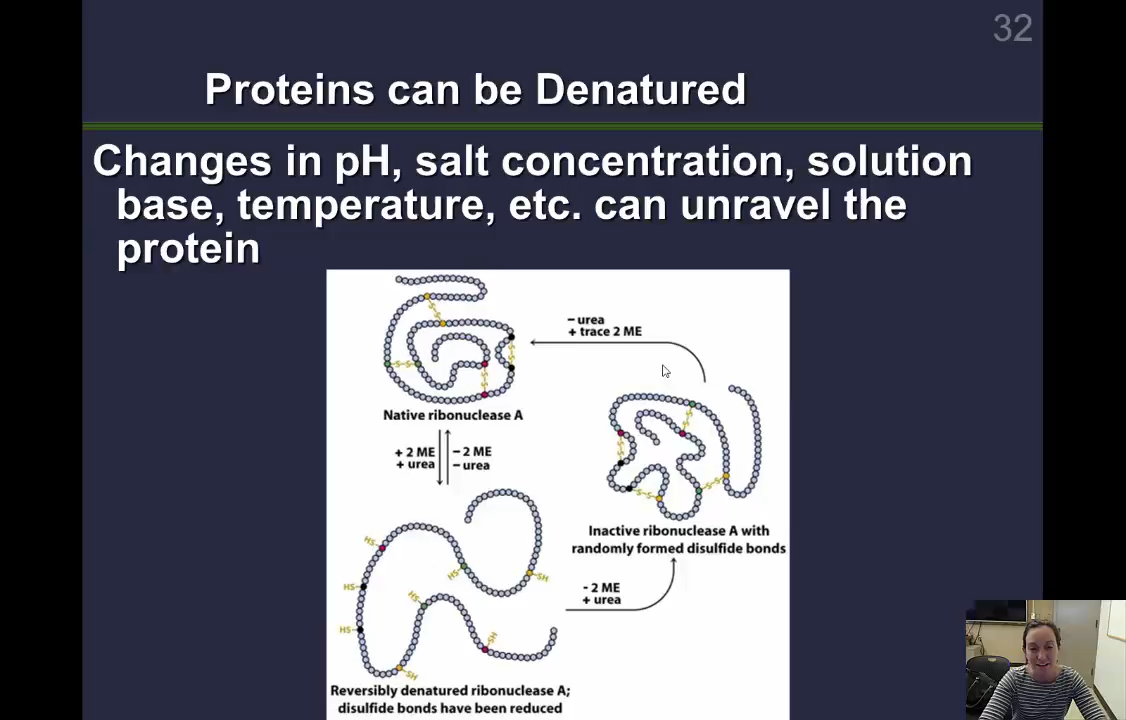 32
Proteins can be Denatured
Changes in pH, salt concentration, solution
base, temperature, etc. can unravel the
protein
– urea
+ trace 2 ME
Native ribonuclease A
+ 2 ME
+ urea
– 2 ME
– urea
Inactive ribonuclease A with
randomly formed disulfide bonds
- 2 ME
+ urea
HS
HS
HS
HS
HS
SH
SH
SH
Reversibly denatured ribonuclease A;
disulfide bonds have been reduced